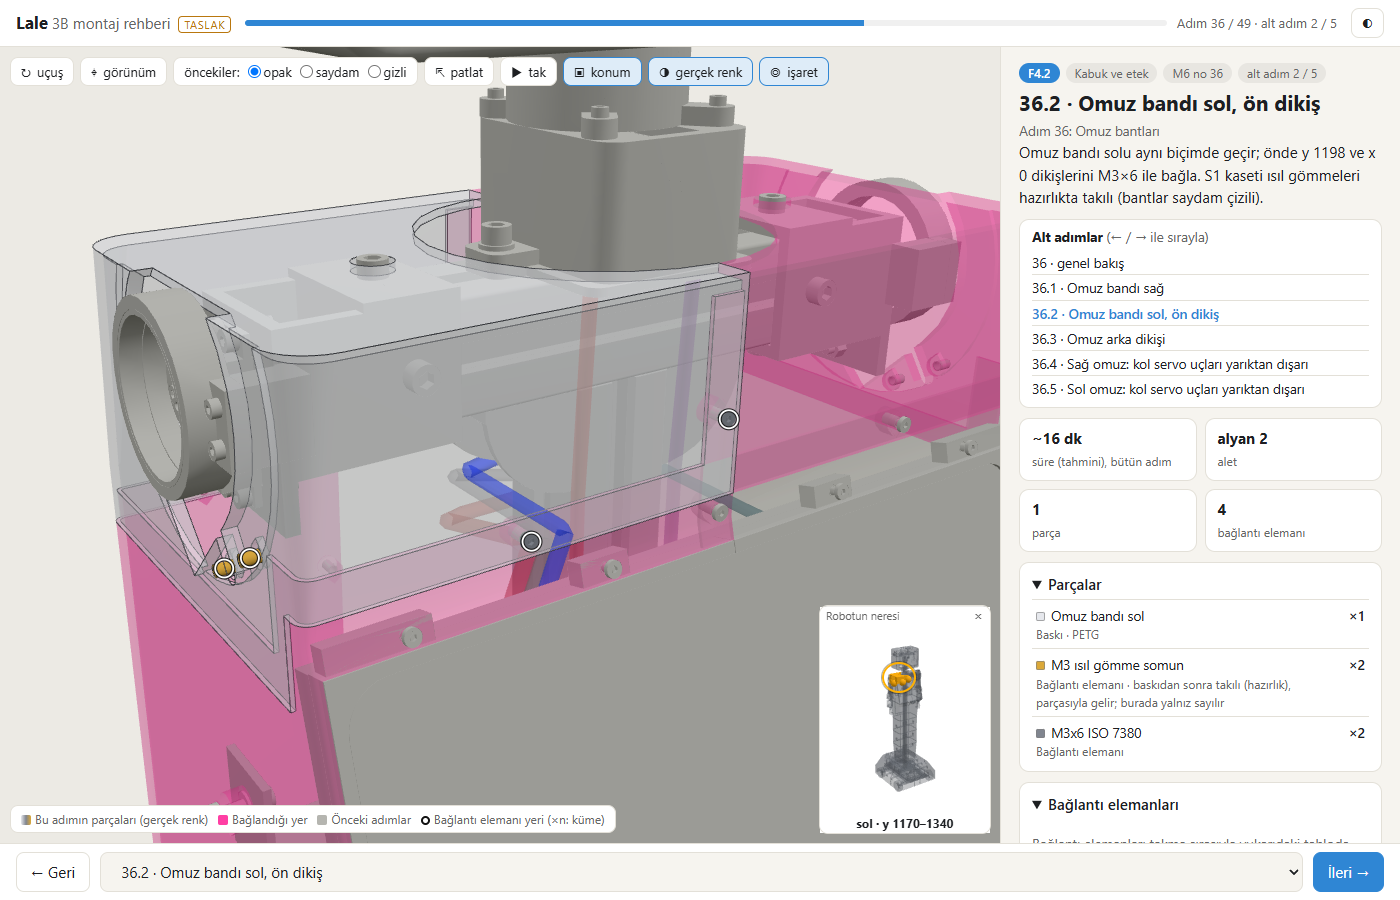 Lale 3B montaj rehberi TASLAK
Adım 36 / 49 · alt adım 2 / 5
↻ uçuş
⌖ görünüm
öncekiler: opak saydam gizli
⇱ patlat
▶ tak
▣ konum
◑ gerçek renk
◎ işaret
F4.2
Kabuk ve etek
M6 no 36
alt adım 2 / 5
36.2 · Omuz bandı sol, ön dikiş
Adım 36: Omuz bantları
Omuz bandı solu aynı biçimde geçir; önde y 1198 ve x
0 dikişlerini M3×6 ile bağla. S1 kaseti ısıl gömmeleri
hazırlıkta takılı (bantlar saydam çizili).
Alt adımlar (← / → ile sırayla)
36 · genel bakış
36.1 · Omuz bandı sağ
36.2 · Omuz bandı sol, ön dikiş
36.3 · Omuz arka dikişi
36.4 · Sağ omuz: kol servo uçları yarıktan dışarı
36.5 · Sol omuz: kol servo uçları yarıktan dışarı
~16 dk
süre (tahmini), bütün adım
alyan 2
alet
1
parça
4
bağlantı elemanı
▼ Parçalar
Omuz bandı sol ×1
Baskı · PETG
M3 ısıl gömme somun ×2
Bağlantı elemanı · baskıdan sonra takılı (hazırlık),
parçasıyla gelir; burada yalnız sayılır
M3x6 ISO 7380 ×2
Bağlantı elemanı
▼ Bağlantı elemanları
Robotun neresi ×
sol · y 1170–1340
Bu adımın parçaları (gerçek renk)
Bağlandığı yer
Önceki adımlar
Bağlantı elemanı yeri (×n: küme)
← Geri
36.2 · Omuz bandı sol, ön dikiş
İleri →